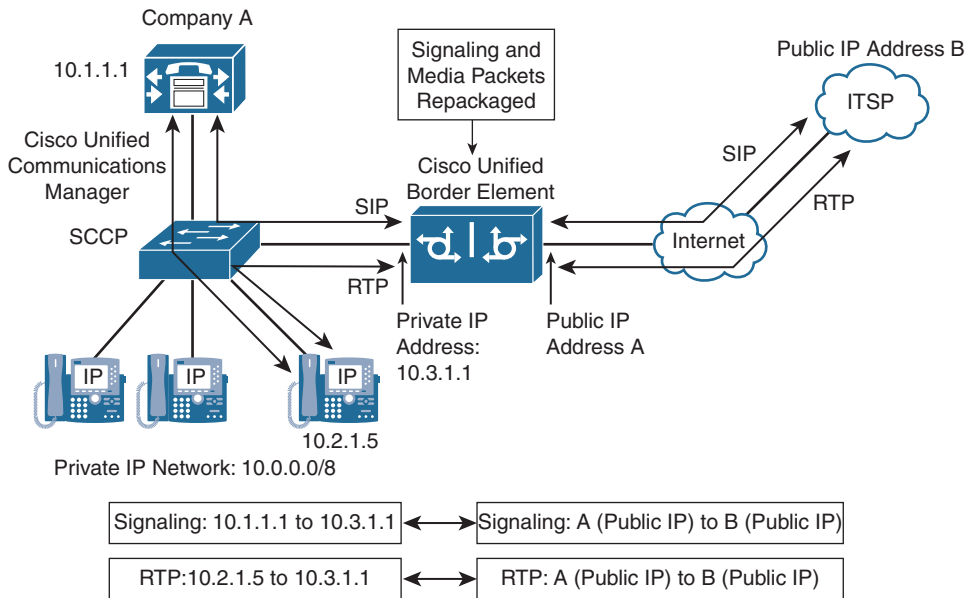 Company A
10.1.1.1
Cisco Unified
Communications
Manager
SCCP
Signaling and
Media Packets
Repackaged
Cisco Unified
Border Element
Public IP Address B
ITSP
SIP
RTP
SIP
RTP
Internet
Private IP
Address:
10.3.1.1
Public IP
Address A
IP
IP
IP
10.2.1.5
Private IP Network: 10.0.0.0/8
Signaling: 10.1.1.1 to 10.3.1.1
Signaling: A (Public IP) to B (Public IP)
RTP:10.2.1.5 to 10.3.1.1
RTP: A (Public IP) to B (Public IP)